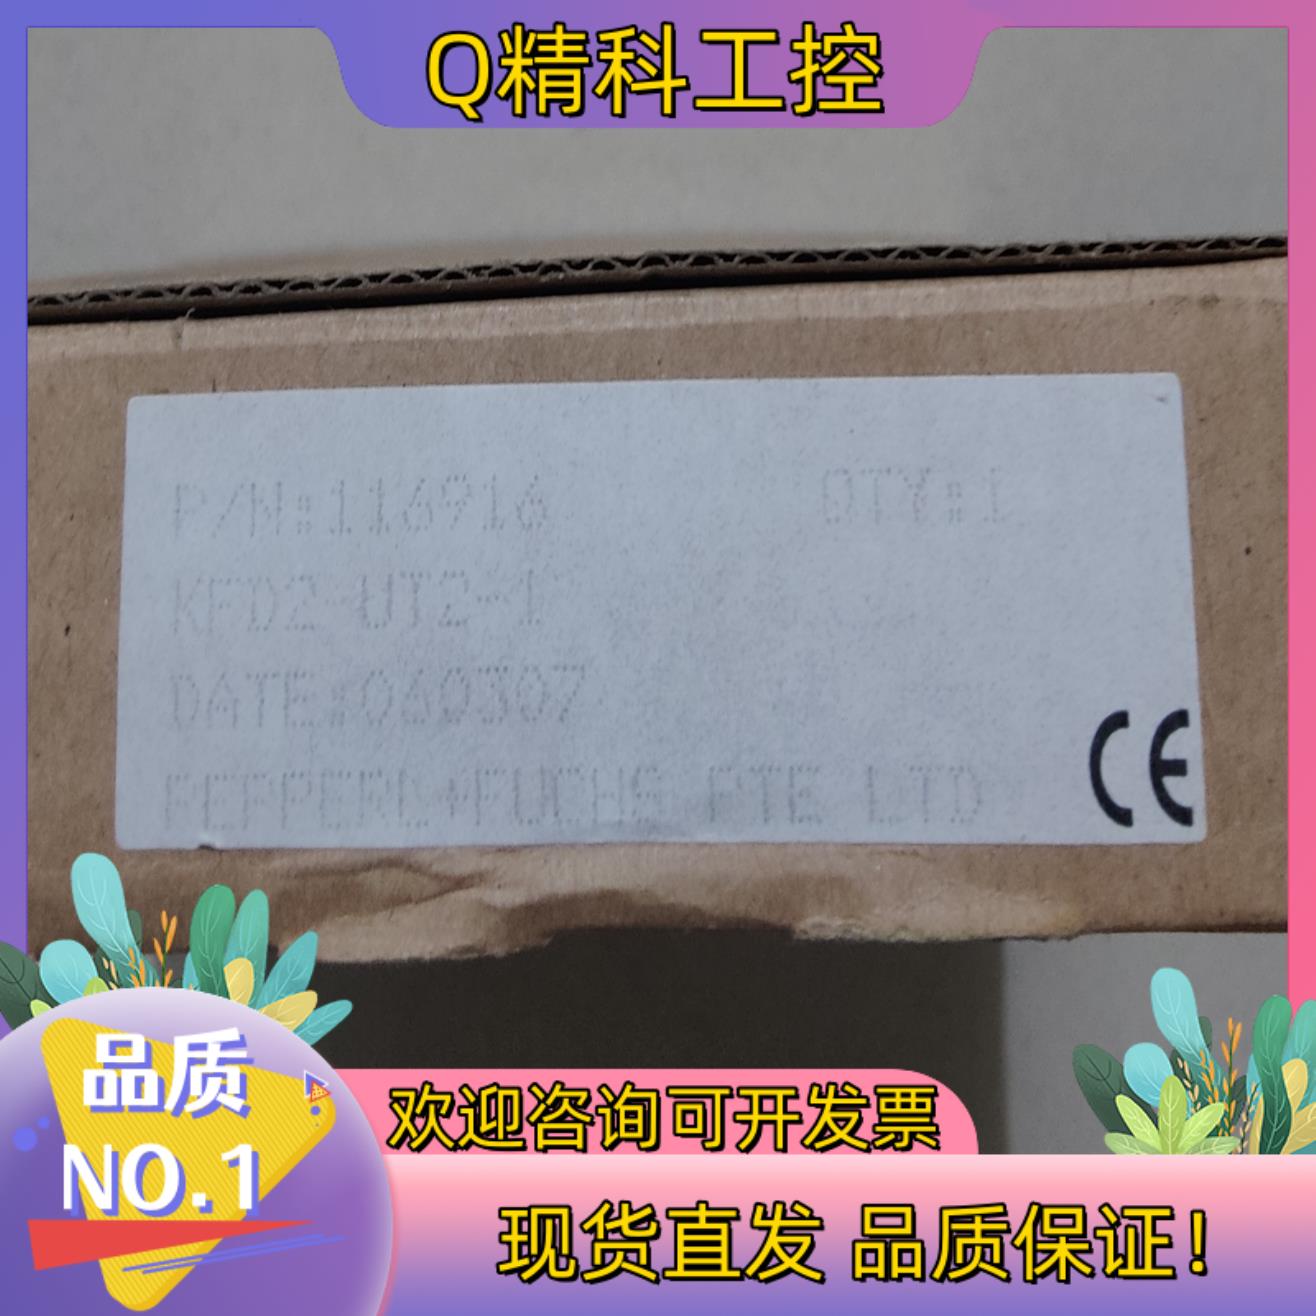 Q精科工控
P/N:116916 QTY:1
KFD2-UT2-1
DATE:060307
PEPPERL+FUCHS PTE LTD
CE
品质
NO.1
欢迎咨询可开发票
现货直发 品质保证!